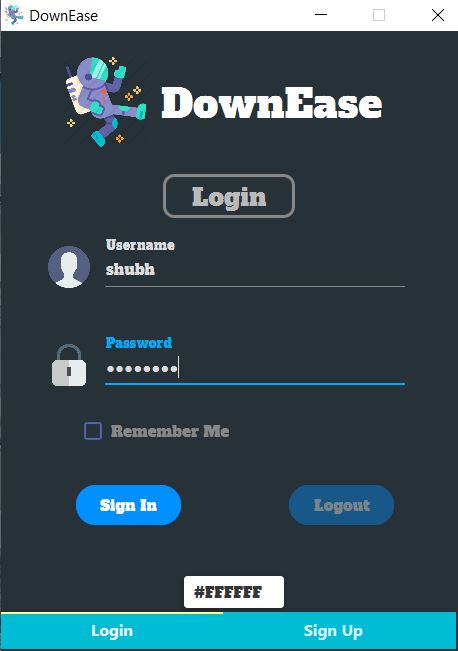 DownEase
DownEase
Login
Username
shubh
Password
••••••••
Remember Me
Sign In
Logout
#FFFFFF
Login
Sign Up